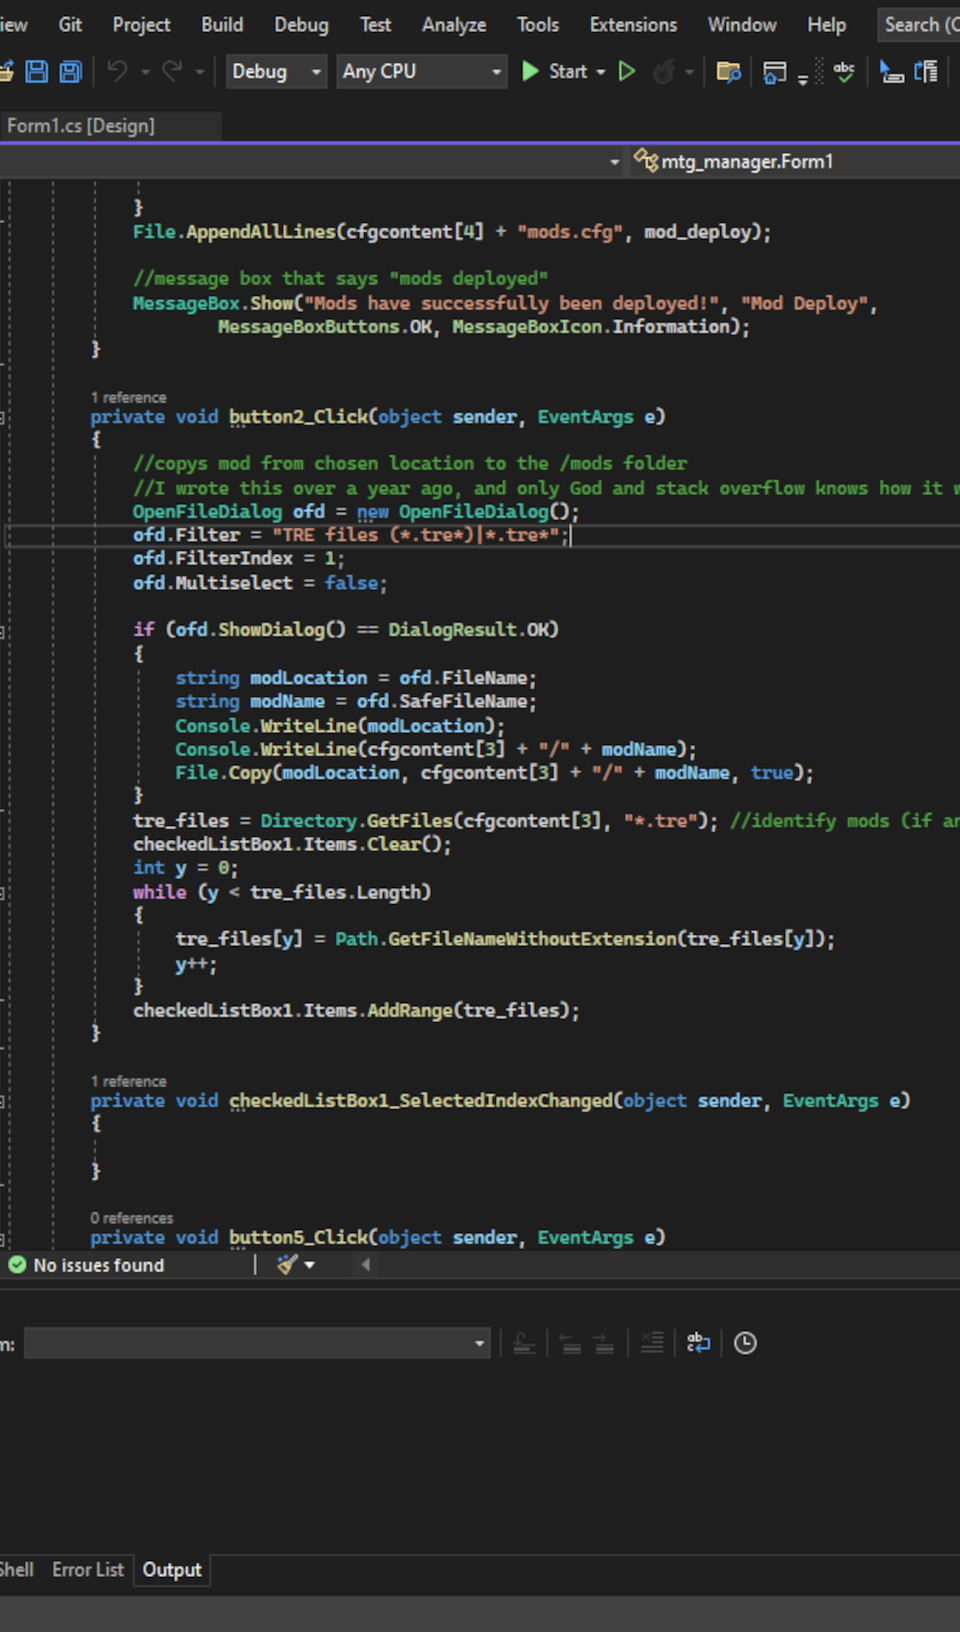 iew Git Project Build Debug Test Analyze Tools Extensions Window Help Search (C
Debug Any CPU Start
Form1.cs [Design]
mtg_manager.Form1
}
File.AppendAllLines(cfgcontent[4] + "mods.cfg", mod_deploy);
//message box that says "mods deployed"
MessageBox.Show("Mods have successfully been deployed!", "Mod Deploy",
MessageBoxButtons.OK, MessageBoxIcon.Information);
}
1 reference
private void button2_Click(object sender, EventArgs e)
{
//copys mod from chosen location to the /mods folder
//I wrote this over a year ago, and only God and stack overflow knows how it w
OpenFileDialog ofd = new OpenFileDialog();
ofd.Filter = "TRE files (*.tre*)|*.tre*";
ofd.FilterIndex = 1;
ofd.Multiselect = false;
if (ofd.ShowDialog() == DialogResult.OK)
{
string modLocation = ofd.FileName;
string modName = ofd.SafeFileName;
Console.WriteLine(modLocation);
Console.WriteLine(cfgcontent[3] + "/" + modName);
File.Copy(modLocation, cfgcontent[3] + "/" + modName, true);
}
tre_files = Directory.GetFiles(cfgcontent[3], "*.tre"); //identify mods (if an
checkedListBox1.Items.Clear();
int y = 0;
while (y < tre_files.Length)
{
tre_files[y] = Path.GetFileNameWithoutExtension(tre_files[y]);
y++;
}
checkedListBox1.Items.AddRange(tre_files);
}
1 reference
private void checkedListBox1_SelectedIndexChanged(object sender, EventArgs e)
{
}
0 references
private void button5_Click(object sender, EventArgs e)
No issues found
m:
Shell Error List Output